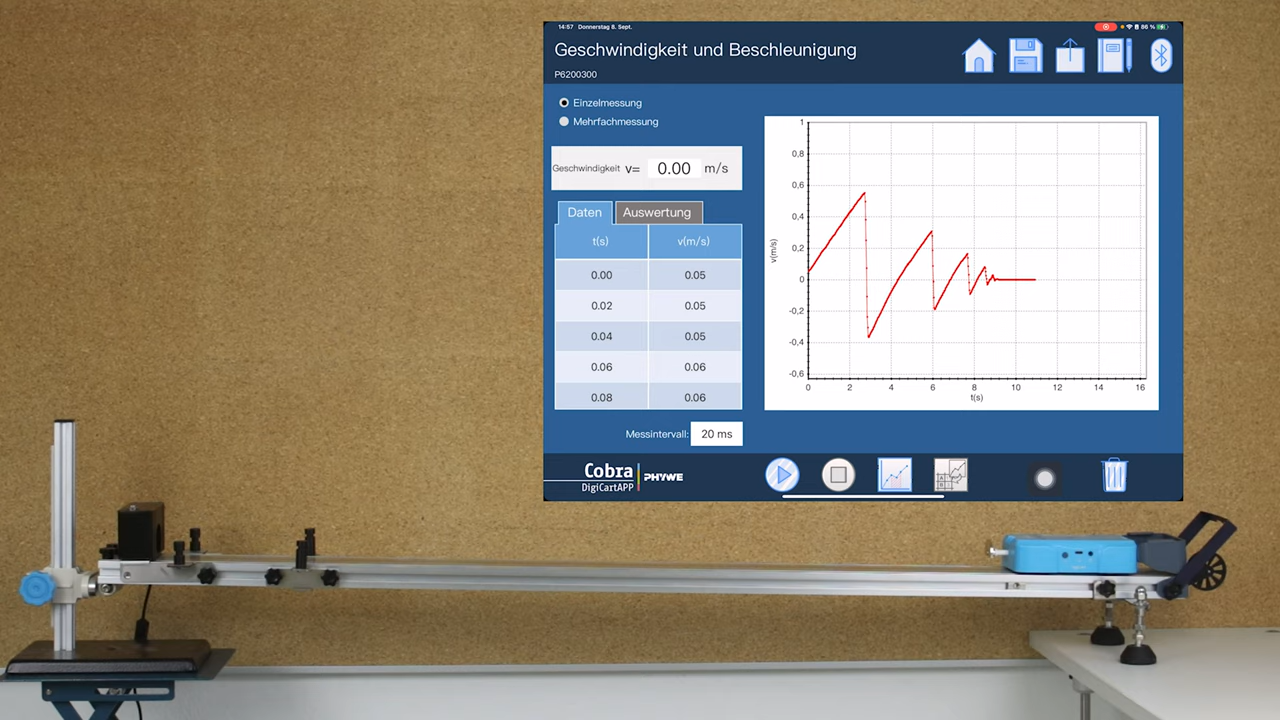 14:57 Donnerstag 8. Sept.
86 %
Geschwindigkeit und Beschleunigung
P6200300
Einzelmessung
Mehrfachmessung
Geschwindigkeit v= 0.00 m/s
Daten Auswertung
t(s) v(m/s)
0.00 0.05
0.02 0.05
0.04 0.05
0.06 0.06
0.08 0.06
Messintervall: 20 ms
1
0,8
0,6
0,4
0,2
0
-0,2
-0,4
-0,6
v(m/s)
0 2 4 6 8 10 12 14 16
t(s)
Cobra
DigiCartAPP
PHYWE